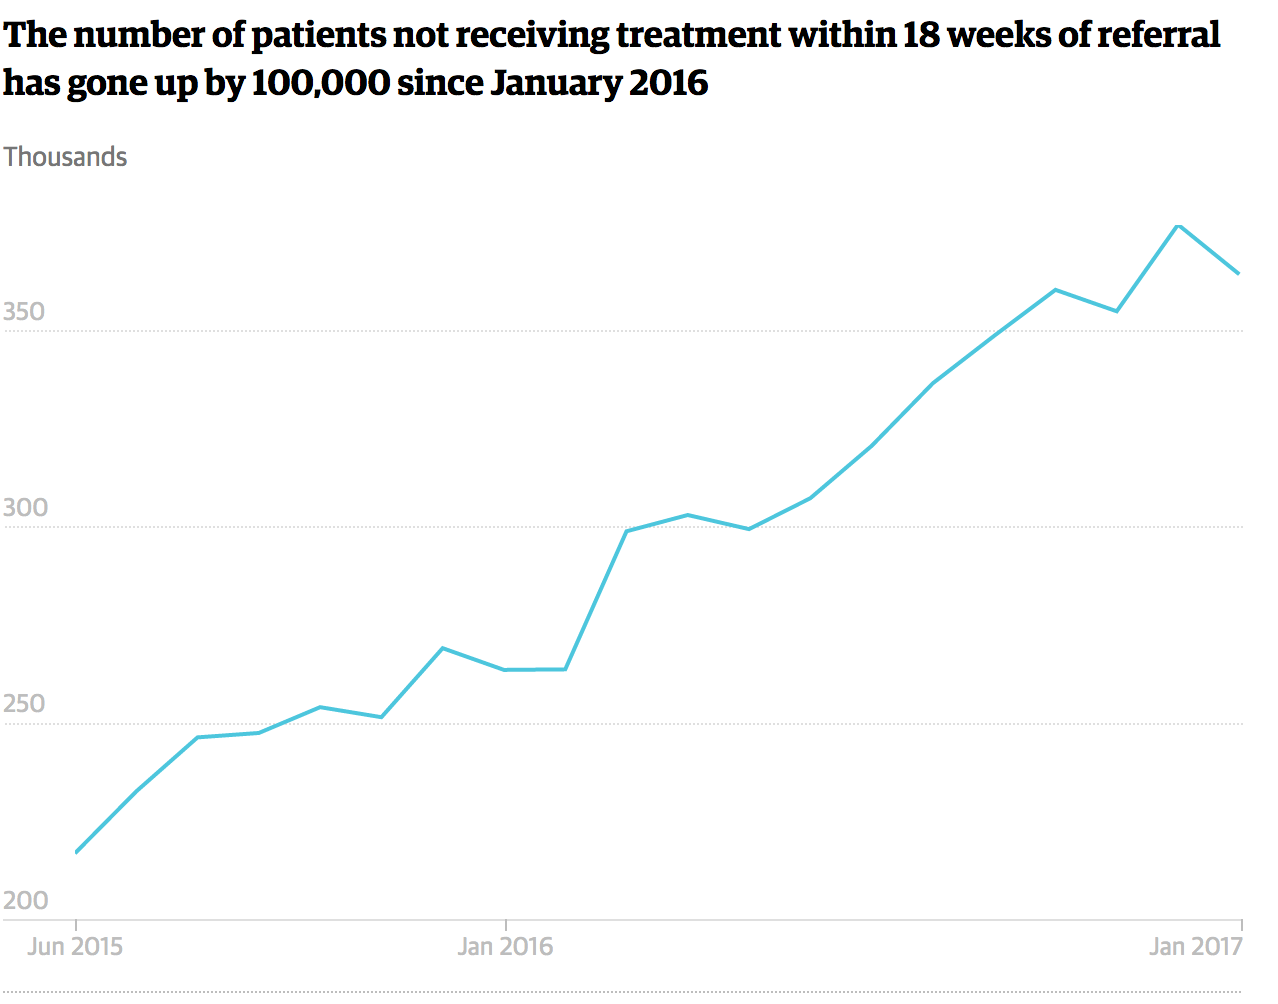 The number of patients not receiving treatment within 18 weeks of referral
has gone up by 100,000 since January 2016
Thousands
350
300
250
200
Jun 2015
Jan 2016
Jan 2017